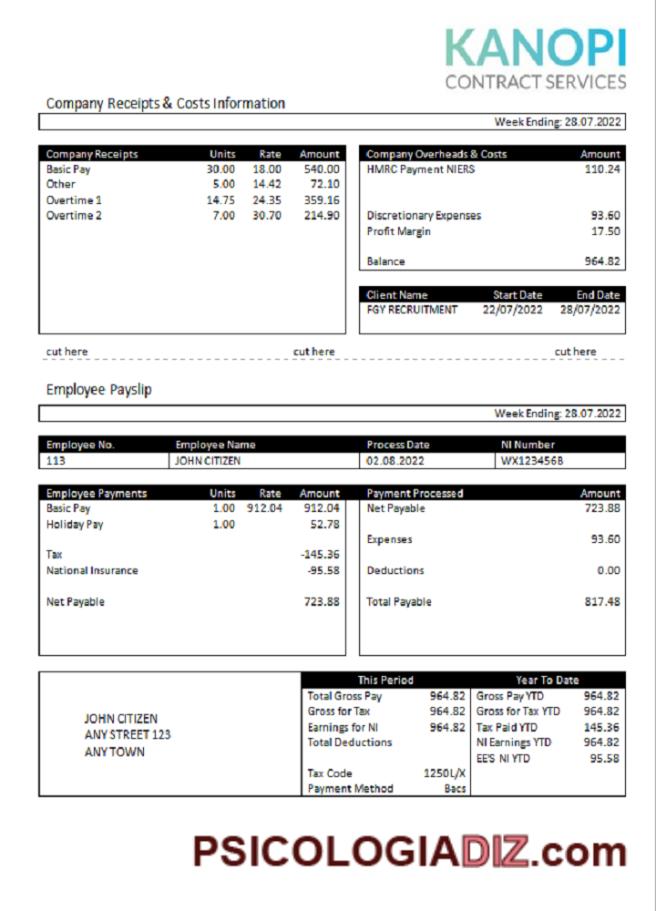 KANOPI
CONTRACT SERVICES
Company Receipts & Costs Information
Week Ending: 28.07.2022
Company Receipts Units Rate Amount
Basic Pay 30.00 18.00 540.00
Other 5.00 14.42 72.10
Overtime 1 14.75 24.35 359.16
Overtime 2 7.00 30.70 214.90
Company Overheads & Costs Amount
HMRC Payment NIERS 110.24
Discretionary Expenses 93.60
Profit Margin 17.50
Balance 964.82
Client Name Start Date End Date
FGY RECRUITMENT 22/07/2022 28/07/2022
cut here cut here cut here
Employee Payslip
Week Ending: 28.07.2022
Employee No. Employee Name Process Date NI Number
113 JOHN CITIZEN 02.08.2022 WX123456B
Employee Payments Units Rate Amount
Basic Pay 1.00 912.04 912.04
Holiday Pay 1.00 52.78
Tax -145.36
National Insurance -95.58
Net Payable 723.88
Payment Processed Amount
Net Payable 723.88
Expenses 93.60
Deductions 0.00
Total Payable 817.48
JOHN CITIZEN
ANY STREET 123
ANY TOWN
This Period Year To Date
Total Gross Pay 964.82 Gross Pay YTD 964.82
Gross for Tax 964.82 Gross for Tax YTD 964.82
Earnings for NI 964.82 Tax Paid YTD 145.36
Total Deductions NI Earnings YTD 964.82
EE'S NI YTD 95.58
Tax Code 1250L/X
Payment Method Bacs
PSICOLOGIADIZ.com